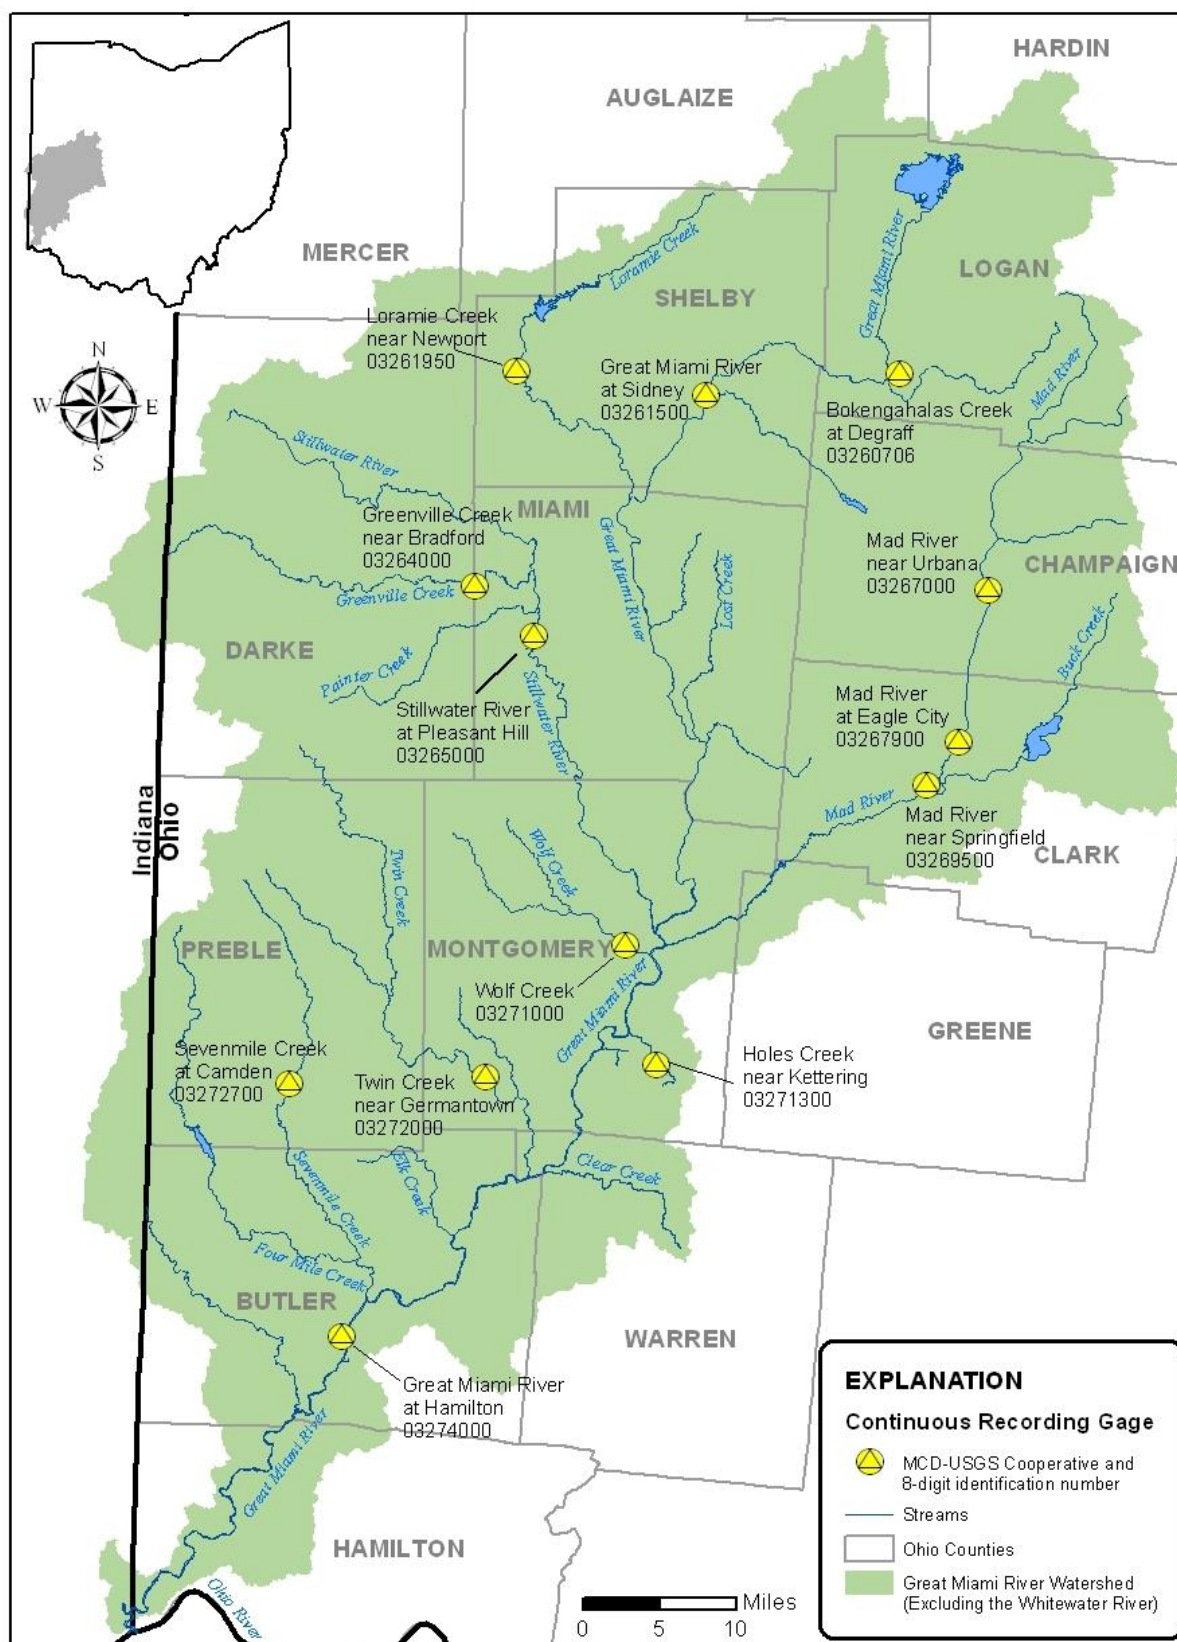 HARDIN
AUGLAIZE
MERCER
LOGAN
Great Miami River
Loramie Creek
SHELBY
Loramie Creek
near Newport
03261950
Great Miami River
at Sidney
03261500
Mad River
Bokengahalas Creek
at Degraff
03260706
N
W
E
S
Stillwater River
MIAMI
Greenville Creek
near Bradford
03264000
Great Miami River
Mad River
near Urbana
03267000
CHAMPAIGN
Greenville Creek
Lost Creek
Buck Creek
DARKE
Painter Creek
Stillwater River
Stillwater River
at Pleasant Hill
03265000
Mad River
at Eagle City
03267900
Indiana
Ohio
Mad River
Mad River
near Springfield
03269500
CLARK
Twin Creek
Wolf Creek
PREBLE
MONTGOMERY
Wolf Creek
03271000
Great Miami River
GREENE
Sevenmile Creek
at Camden
03272700
Twin Creek
near Germantown
03272000
Holes Creek
near Kettering
03271300
Sevenmile Creek
Elk Creek
Clear Creek
Four Mile Creek
BUTLER
WARREN
Great Miami River
at Hamilton
03274000
Great Miami River
HAMILTON
Ohio River
EXPLANATION
Continuous Recording Gage
MCD-USGS Cooperative and
8-digit identification number
Streams
Ohio Counties
Great Miami River Watershed
(Excluding the Whitewater River)
Miles
0 5 10